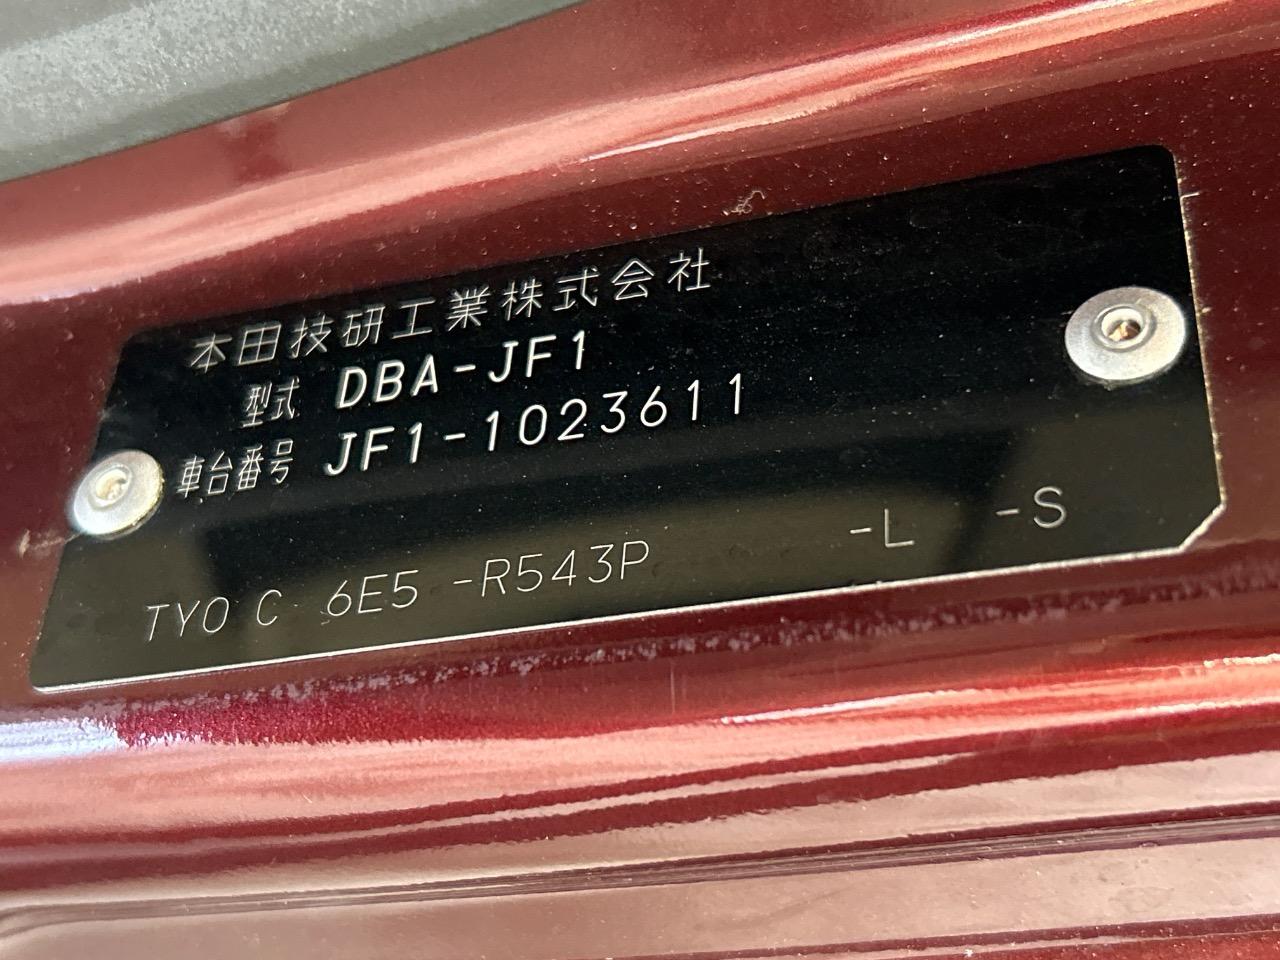 本田技研工業株式会社
型式 DBA-JF1
車台番号 JF1-1023611
TYO C 6E5 -R543P -L -S